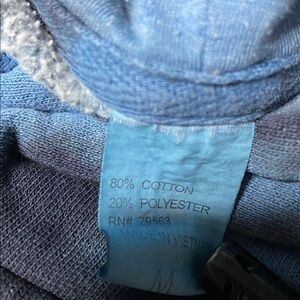 80% COTTON
20% POLYESTER
RN# 79563
MADE IN VIETNAM
M